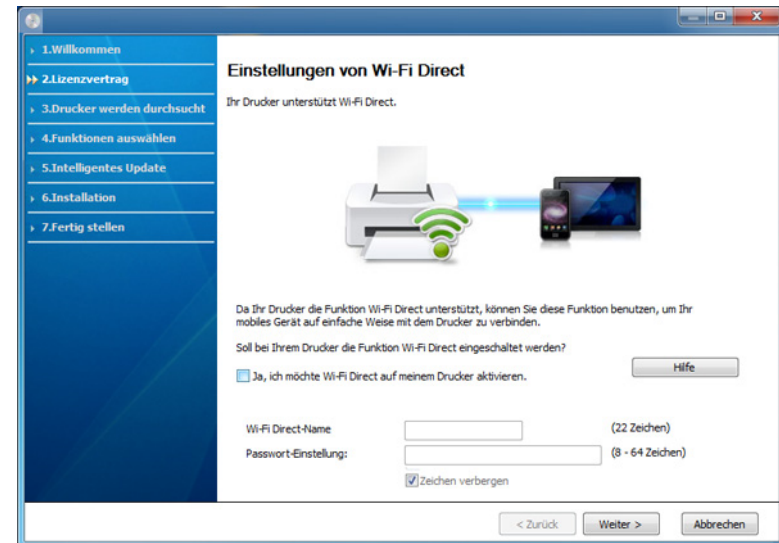 1.Willkommen
2.Lizenzvertrag
3.Drucker werden durchsucht
4.Funktionen auswählen
5.Intelligentes Update
6.Installation
7.Fertig stellen
Einstellungen von Wi-Fi Direct
Ihr Drucker unterstützt Wi-Fi Direct.
Da Ihr Drucker die Funktion Wi-Fi Direct unterstützt, können Sie diese Funktion benutzen, um Ihr
mobiles Gerät auf einfache Weise mit dem Drucker zu verbinden.
Soll bei Ihrem Drucker die Funktion Wi-Fi Direct eingeschaltet werden?
Hilfe
Ja, ich möchte Wi-Fi Direct auf meinem Drucker aktivieren.
Wi-Fi Direct-Name (22 Zeichen)
Passwort-Einstellung: (8 - 64 Zeichen)
Zeichen verbergen
< Zurück Weiter > Abbrechen